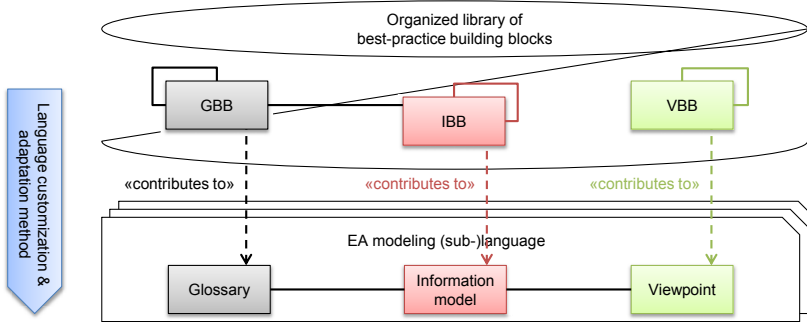 Organized library of
best-practice building blocks
GBB
IBB
VBB
Language customization &
adaptation method
«contributes to»
«contributes to»
«contributes to»
EA modeling (sub-)language
Glossary
Information
model
Viewpoint